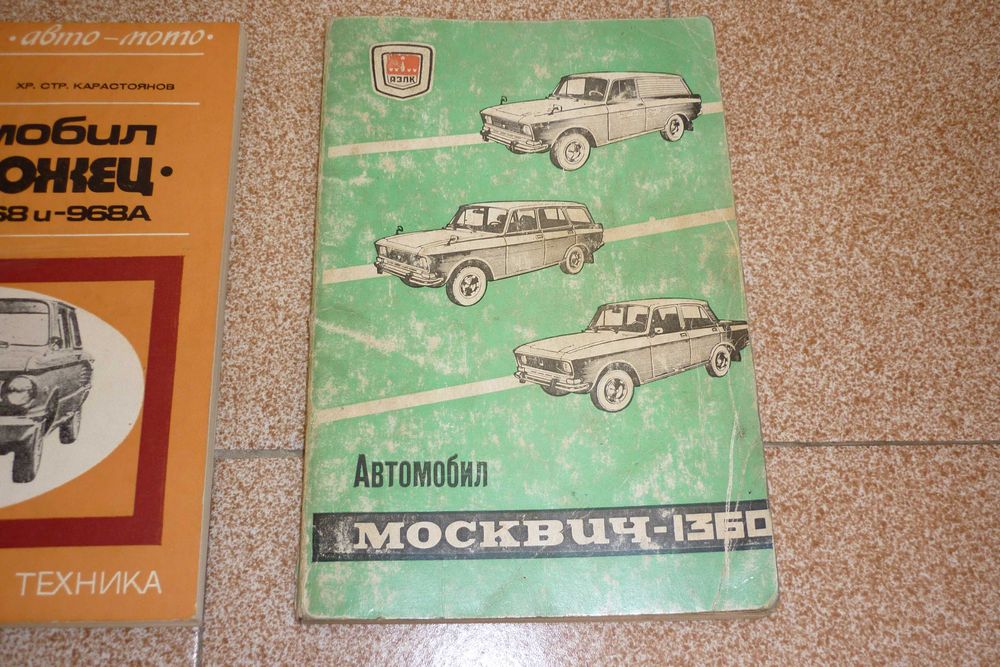 • авто – мото •
ХР. СТР. КАРАСТОЯНОВ
МОБИЛ
ОЖЕЦ •
68 и -968А
ТЕХНИКА
АЗЛК
АВТОМОБИЛ
МОСКВИЧ-1360